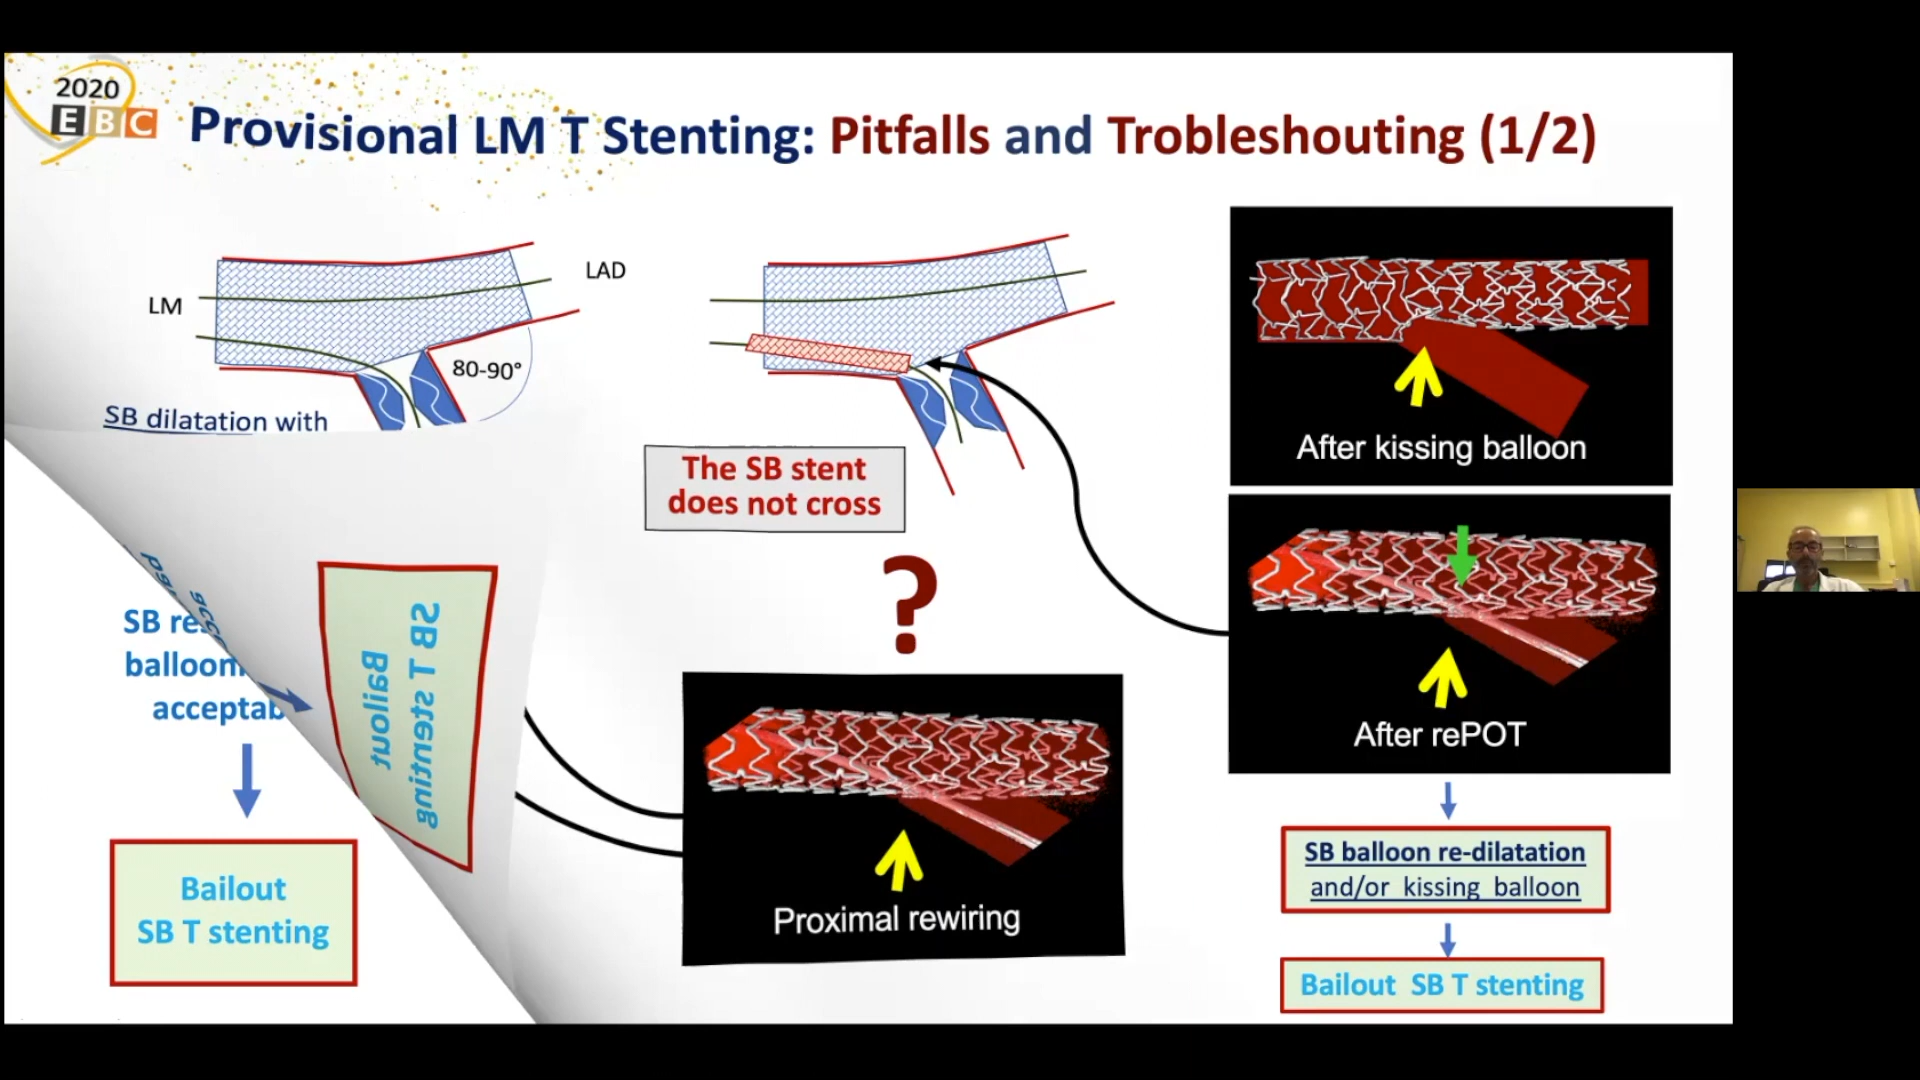 2020
EBC
Provisional LM T Stenting: Pitfalls and Trobleshouting (1/2)
LM
LAD
80-90°
SB dilatation with
The SB stent
does not cross
?
After kissing balloon
After rePOT
Proximal rewiring
SB balloon re-dilatation
and/or kissing balloon
Bailout SB T stenting
SB T stenting
Bailout
SB
balloon
Bailout
SB T stenting